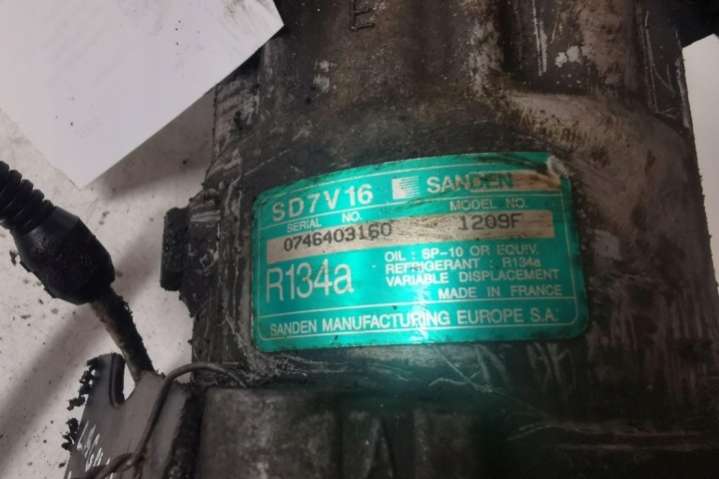 E
SD7V16 SANDEN
SERIAL NO. MODEL NO.
0746403160 1209F
R134a
OIL : SP-10 OR EQUIV.
REFRIGERANT : R134a
VARIABLE DISPLACEMENT
MADE IN FRANCE
SANDEN MANUFACTURING EUROPE S.A.